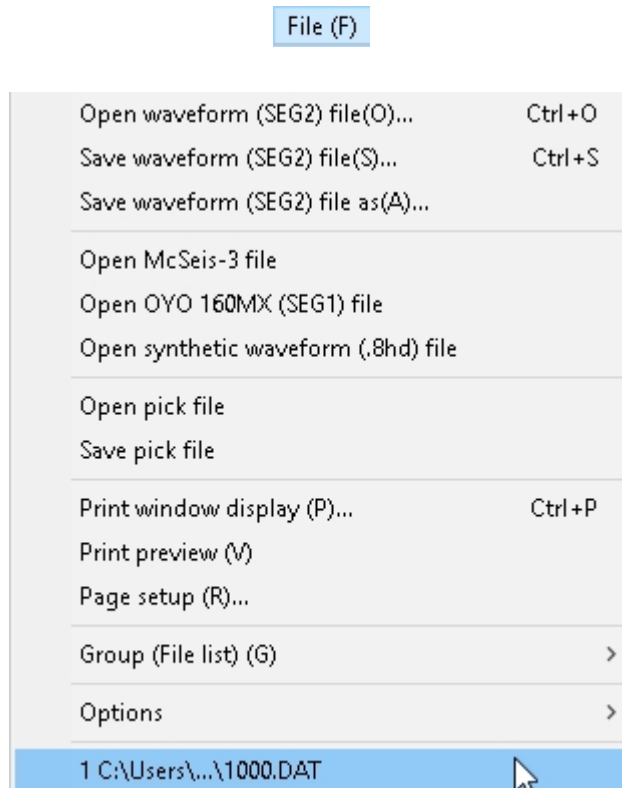 File (F)
Open waveform (SEG2) file(O)... Ctrl+O
Save waveform (SEG2) file(S)... Ctrl+S
Save waveform (SEG2) file as(A)...
Open McSeis-3 file
Open OYO 160MX (SEG1) file
Open synthetic waveform (.8hd) file
Open pick file
Save pick file
Print window display (P)... Ctrl+P
Print preview (V)
Page setup (R)...
Group (File list) (G) >
Options >
1 C:\Users\...\1000.DAT